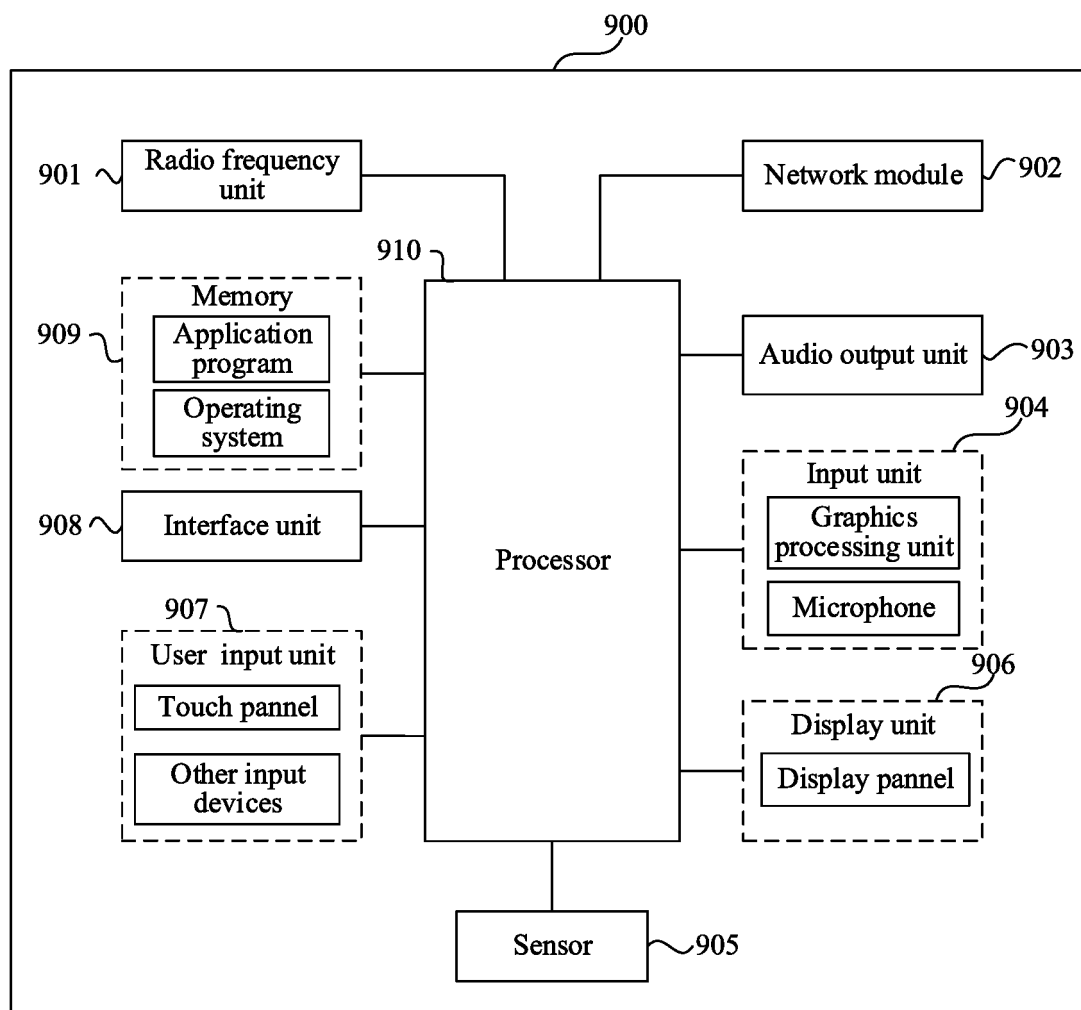 900
901
Radio frequency
unit
Network module
902
910
909
Memory
Application
program
Operating
system
Audio output unit
903
904
Input unit
Graphics
processing unit
Microphone
908
Interface unit
Processor
907
User input unit
Touch pannel
Other input
devices
906
Display unit
Display pannel
Sensor
905